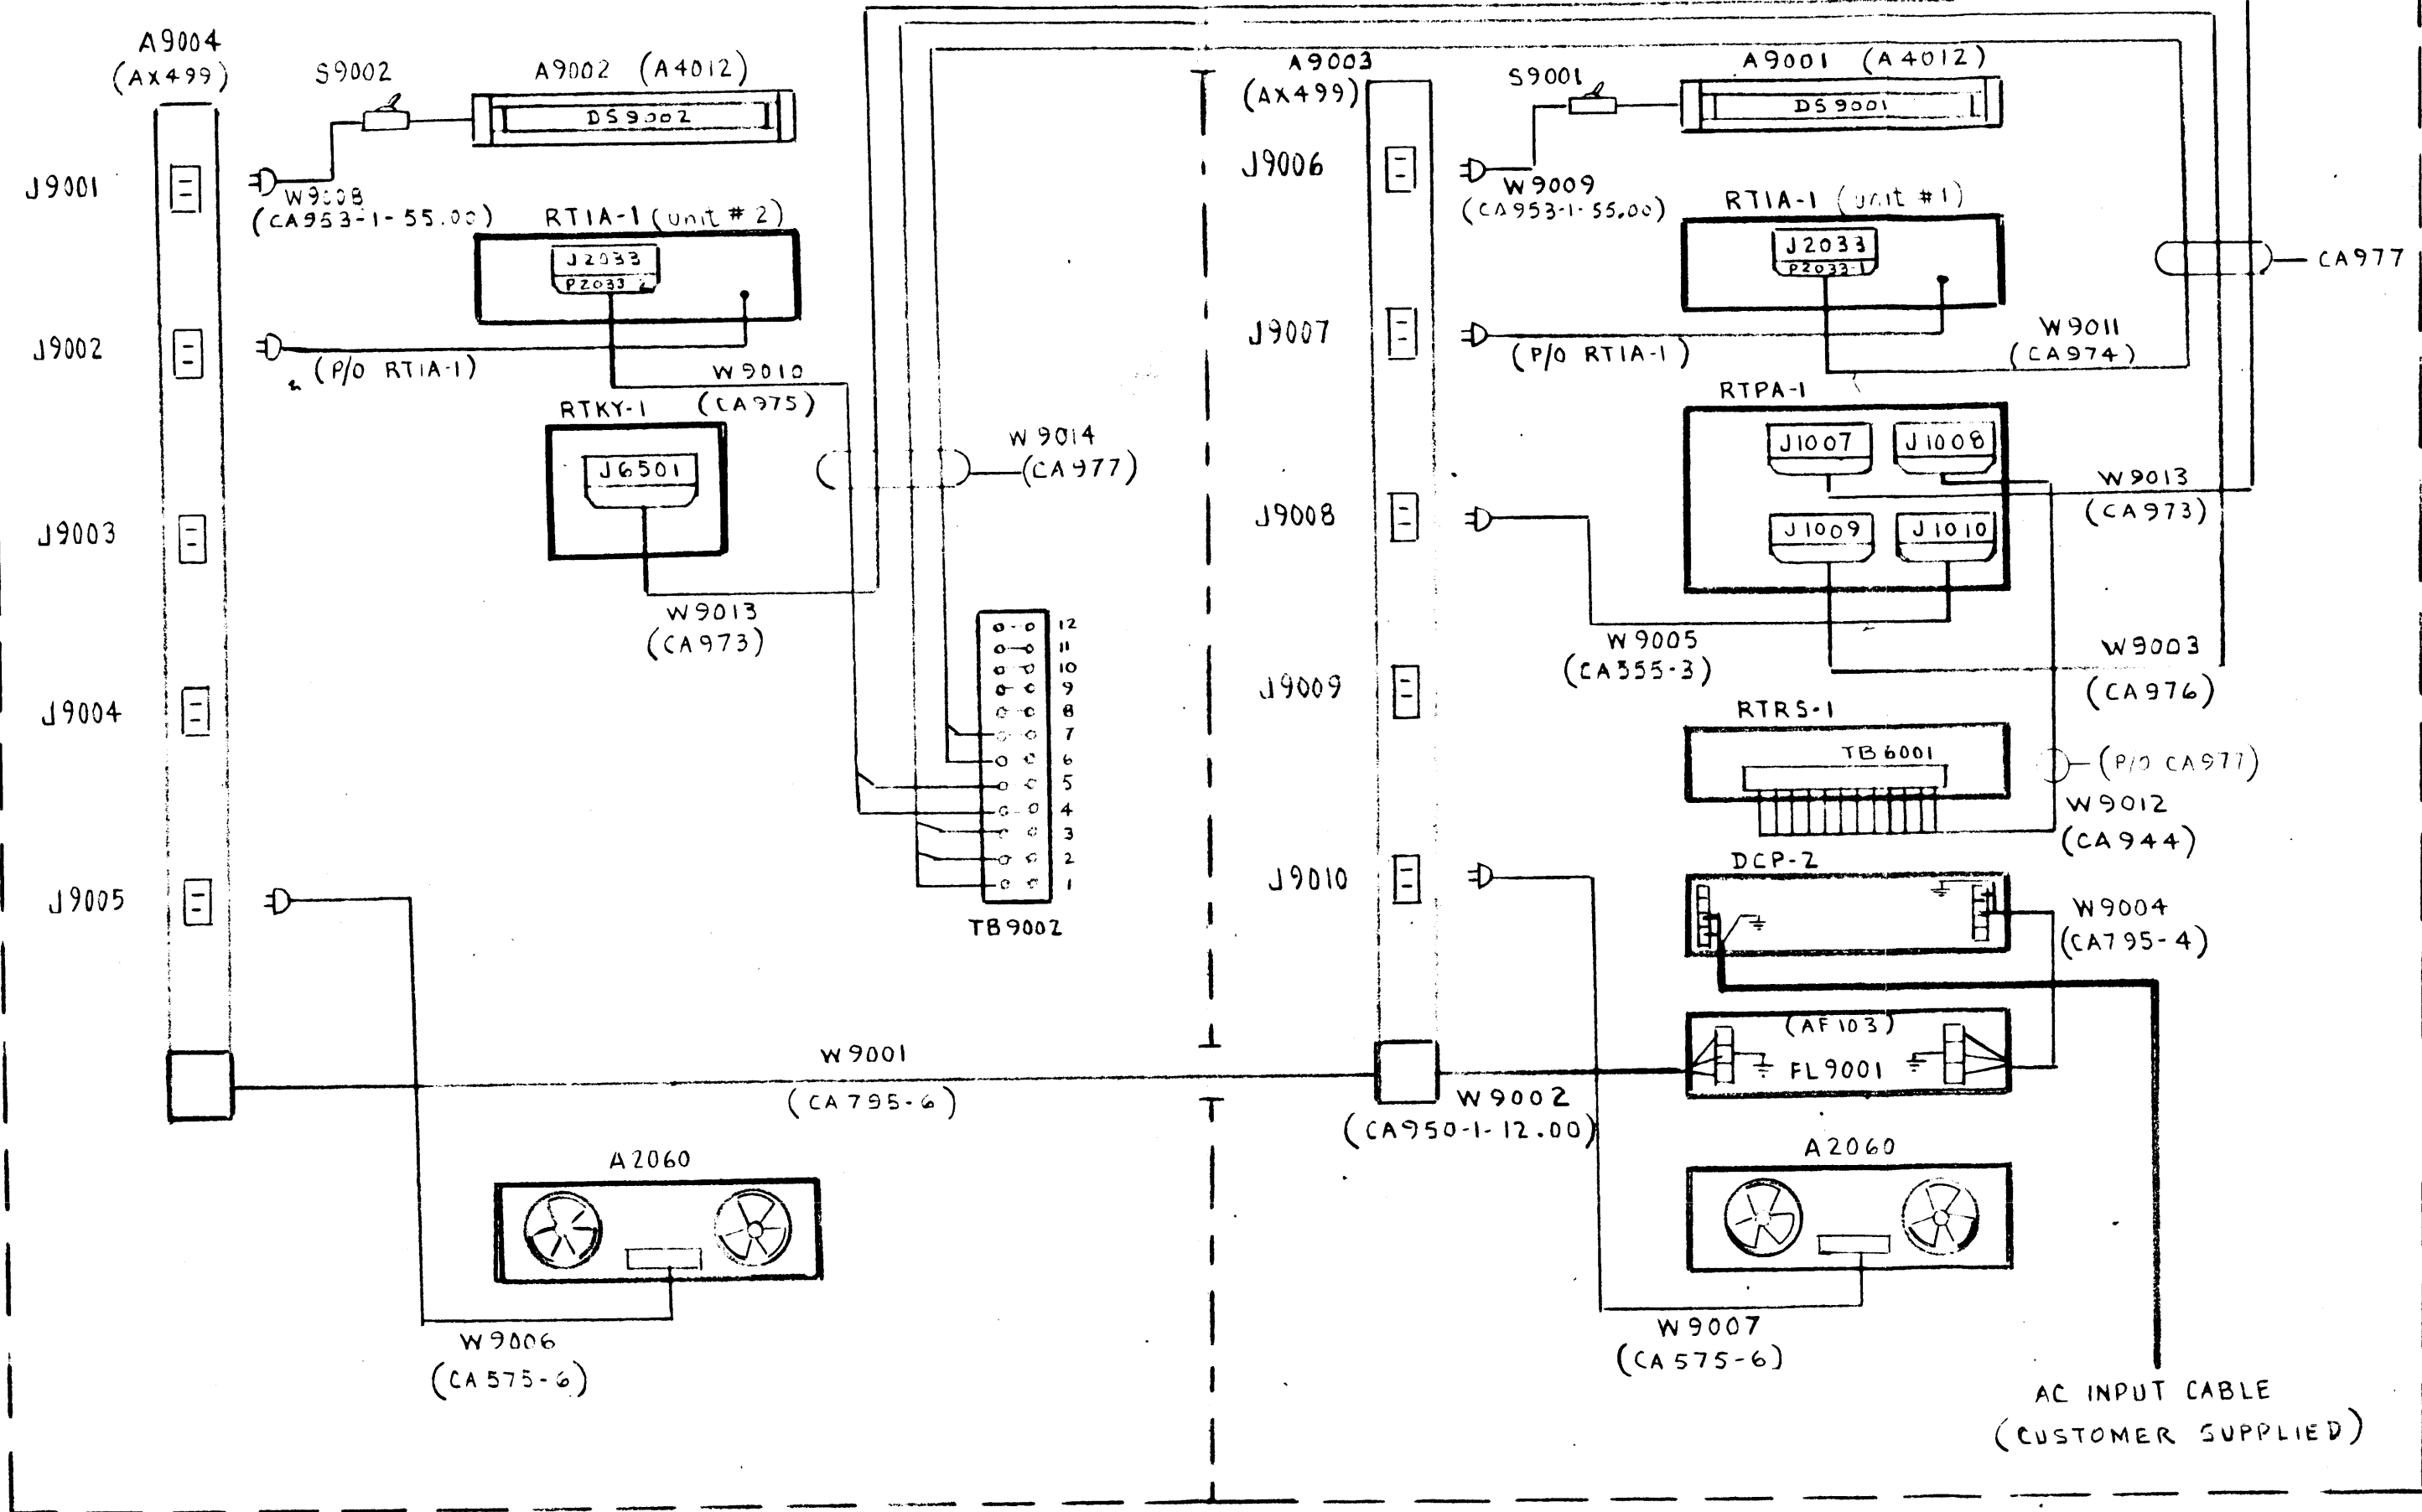 A9004
(AX499)
S9002
A9002 (A4012)
DS9002
J9001
W9008
(CA953-1-55.00)
RTIA-1 (unit # 2)
J2033
P2033-2
J9002
(P/O RTIA-1)
W9010
(CA975)
RTKY-1
J6501
W9014
(CA977)
J9003
W9013
(CA973)
12
11
10
9
8
7
6
5
4
3
2
1
TB9002
J9004
J9005
W9001
(CA795-6)
A2060
W9006
(CA575-6)
A9003
(AX499)
S9001
A9001 (A4012)
DS9001
J9006
W9009
(CA953-1-55.00)
RTIA-1 (unit #1)
J2033
P2033-1
CA977
J9007
(P/O RTIA-1)
W9011
(CA974)
RTPA-1
J1007
J1008
W9013
(CA973)
J9008
J1009
J1010
W9005
(CA555-3)
W9003
(CA976)
J9009
RTRS-1
TB6001
(P/O CA977)
W9012
(CA944)
J9010
DCP-2
W9004
(CA795-4)
(AF103)
FL9001
W9002
(CA950-1-12.00)
A2060
W9007
(CA575-6)
AC INPUT CABLE
(CUSTOMER SUPPLIED)